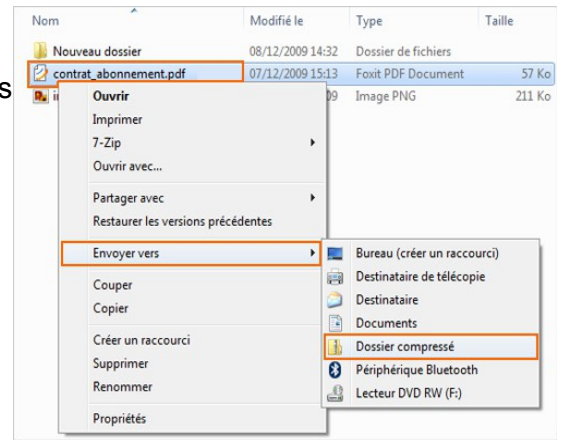 Nom Modifié le Type Taille
Nouveau dossier 08/12/2009 14:32 Dossier de fichiers
contrat_abonnement.pdf 07/12/2009 15:13 Foxit PDF Document 57 Ko
s
Image PNG 211 Ko
Ouvrir
Imprimer
7-Zip
Ouvrir avec...
Partager avec
Restaurer les versions précédentes
Envoyer vers
Couper
Copier
Créer un raccourci
Supprimer
Renommer
Propriétés
Bureau (créer un raccourci)
Destinataire de télécopie
Destinataire
Documents
Dossier compressé
Périphérique Bluetooth
Lecteur DVD RW (F:)